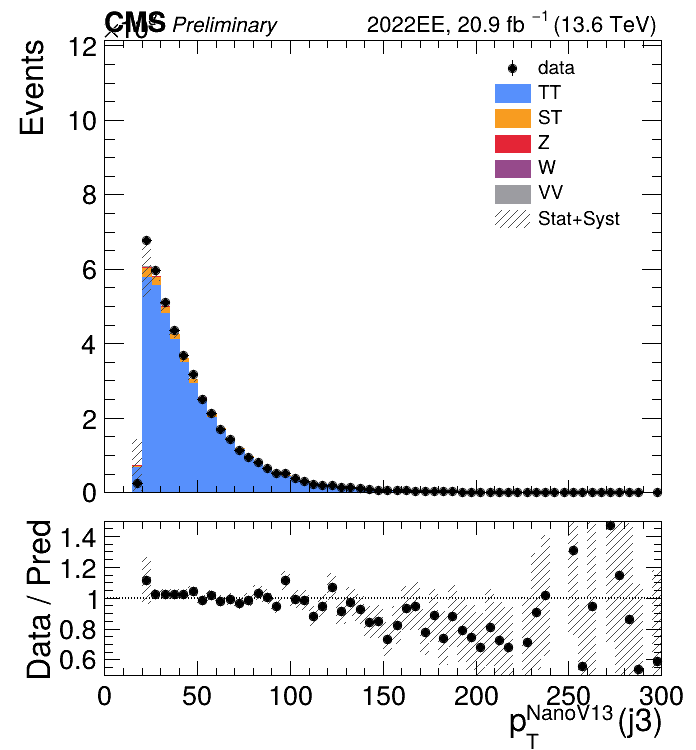 CMS Preliminary 2022EE, 20.9 fb⁻¹ (13.6 TeV)
Events
12
10
8
6
4
2
0
data
TT
ST
Z
W
VV
Stat+Syst
Data / Pred
1.4
1.2
1
0.8
0.6
0 50 100 150 200 250 300
p_T^NanoV13 (j3)